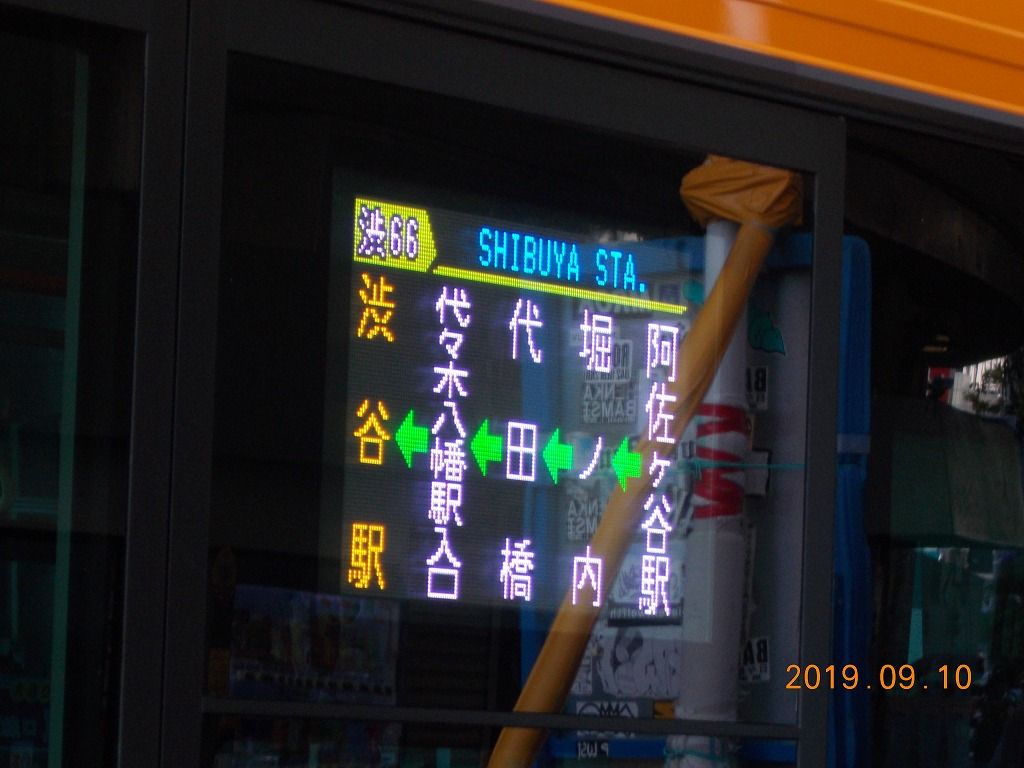 渋66
SHIBUYA STA.
阿佐ヶ谷駅
堀ノ内
代田橋
代々木八幡駅入口
渋谷駅
2019.09.10